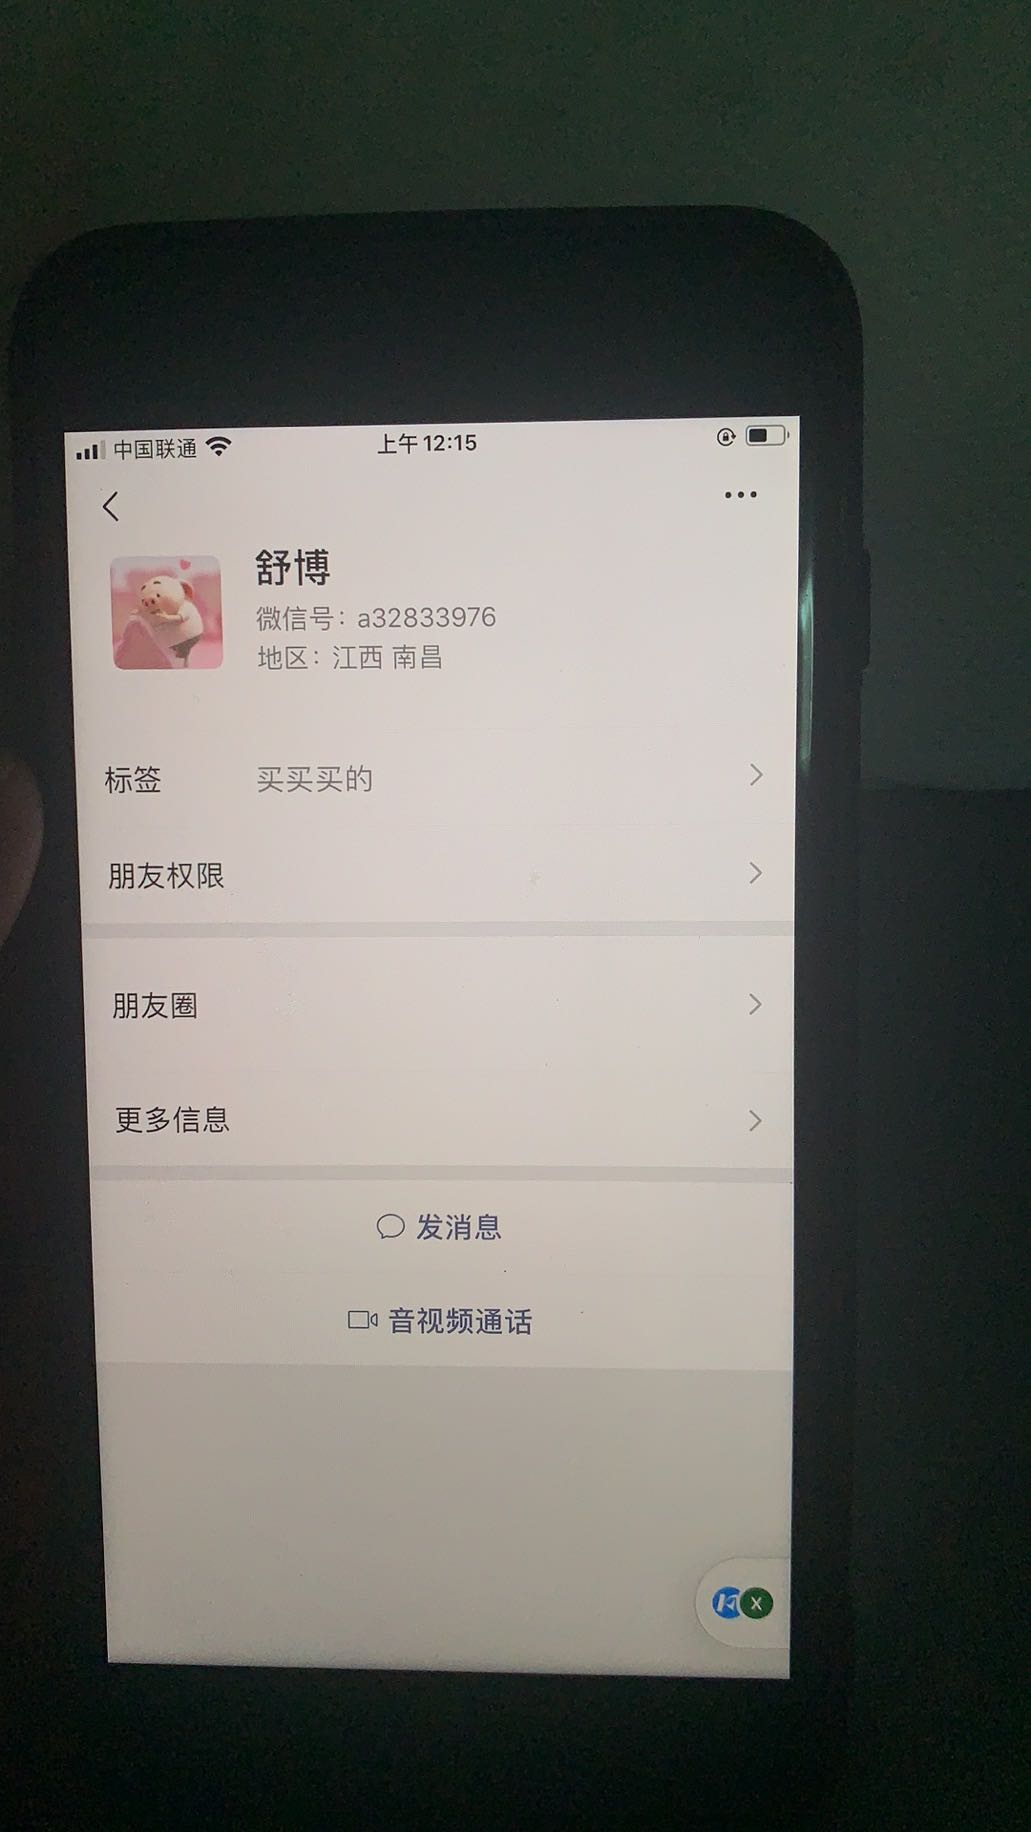 中国联通
上午12:15
舒博
微信号：a32833976
地区：江西 南昌
标签 买买买的
朋友权限
朋友圈
更多信息
发消息
音视频通话
X